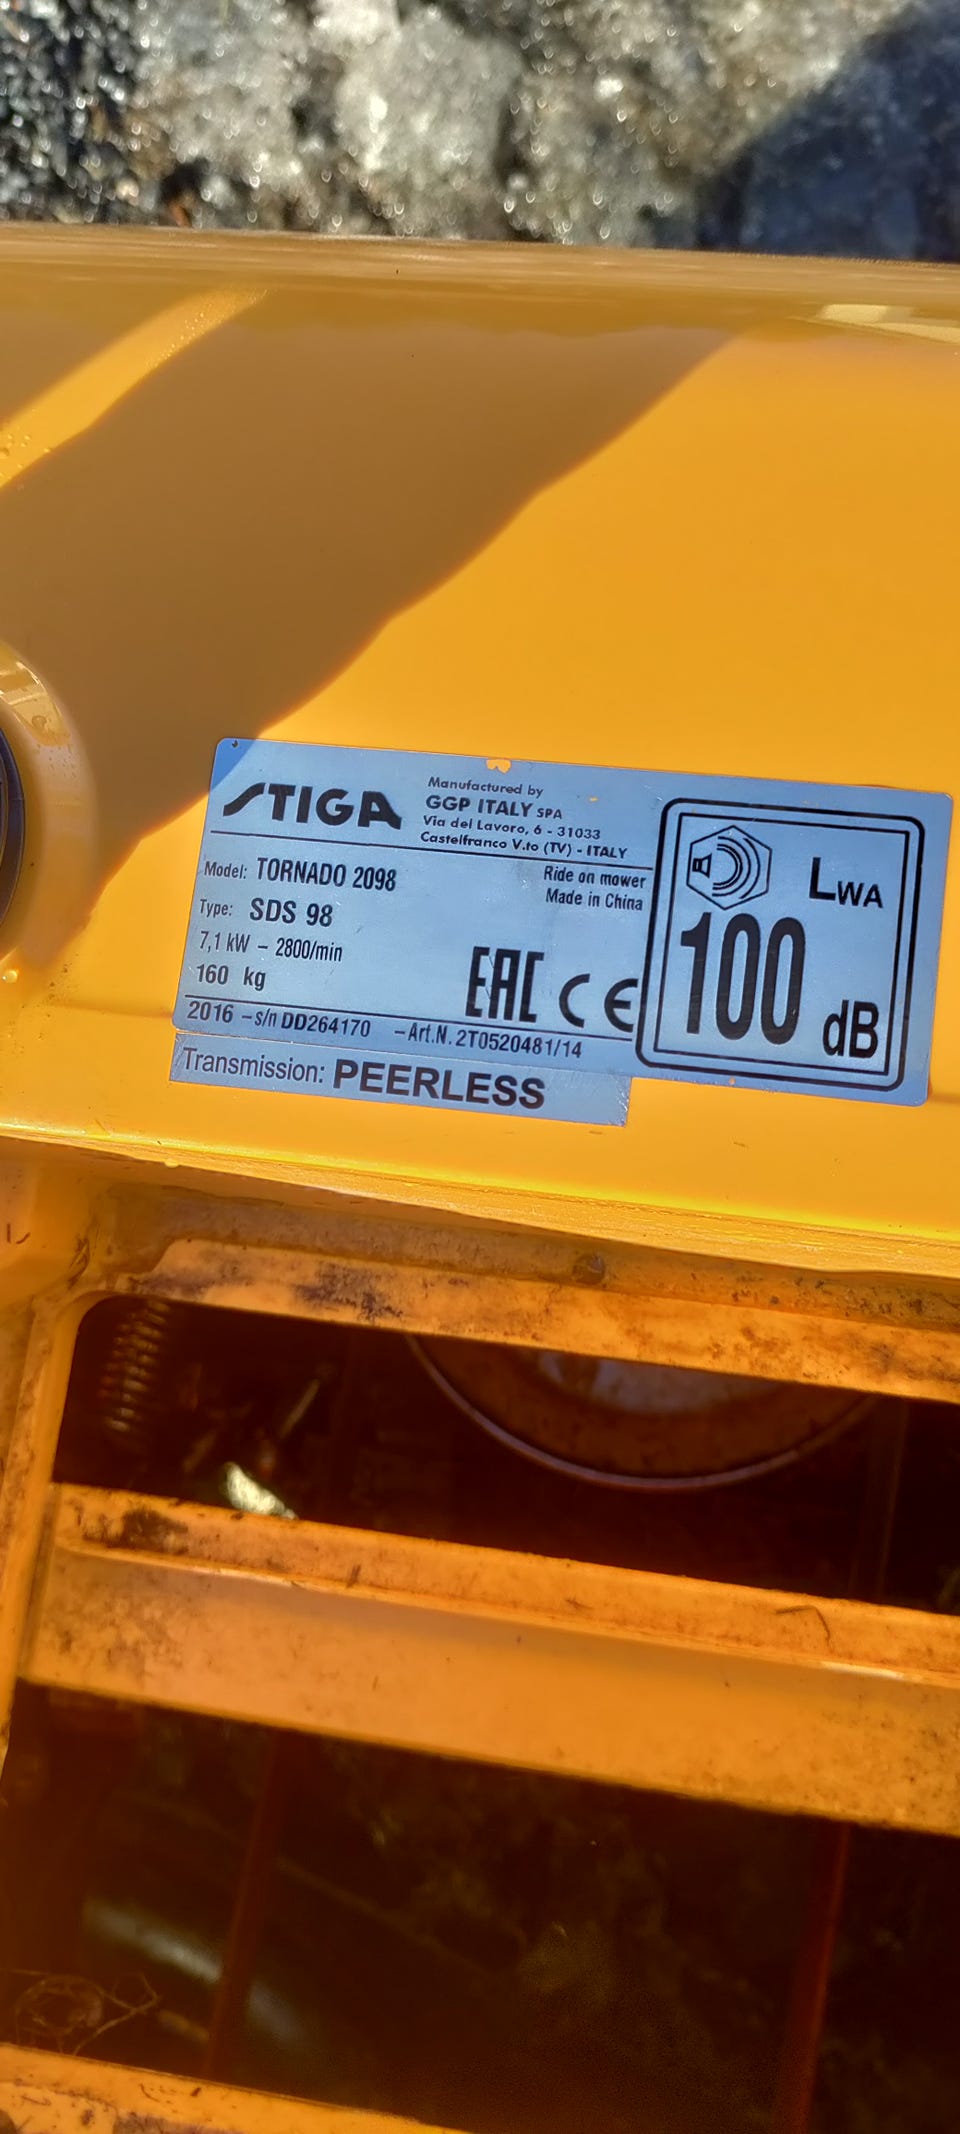 STIGA
Manufactured by
GGP ITALY SPA
Via del Lavoro, 6 - 31033
Castelfranco V.to (TV) - ITALY
Model: TORNADO 2098
Ride on mower
Made in China
Type: SDS 98
7,1 kW – 2800/min
160 kg
EAC CE
2016 – s/n DD264170 – Art.N. 2T0520481/14
Transmission: PEERLESS
LWA
100 dB